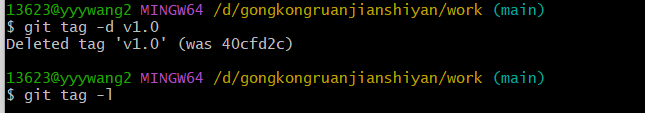 13623@yyywang2 MINGW64 /d/gongkongruanjianshiyan/work (main)
$ git tag -d v1.0
Deleted tag 'v1.0' (was 40cfd2c)
13623@yyywang2 MINGW64 /d/gongkongruanjianshiyan/work (main)
$ git tag -l